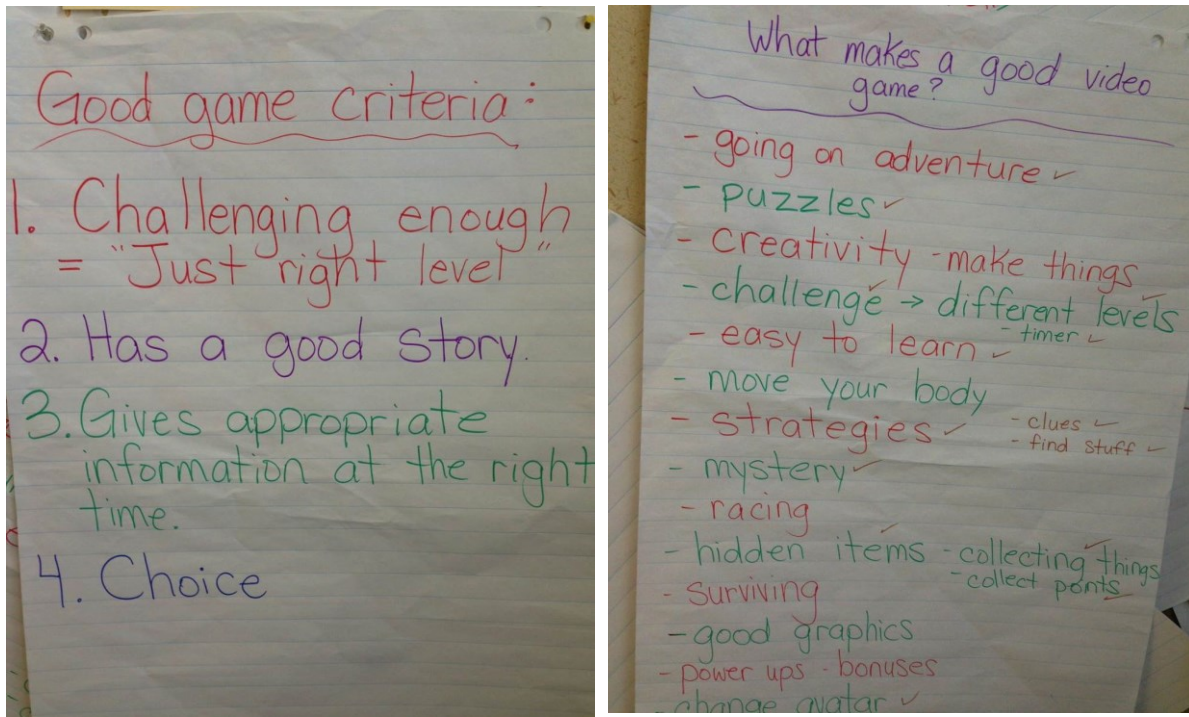 Good game criteria:
1. Challenging enough
= "Just right level"
2. Has a good story.
3. Gives appropriate
information at the right
time.
4. Choice
What makes a good video
game?
- going on adventure ✓
- puzzles ✓
- creativity - make things ✓
- challenge ✓ → different levels
- timer ✓
- easy to learn ✓
- move your body
- strategies ✓
- clues ✓
- find stuff ✓
- mystery ✓
- racing
- hidden items ✓ - collecting things ✓
- collect points ✓
- surviving
- good graphics
- power ups - bonuses
- change avatar ✓